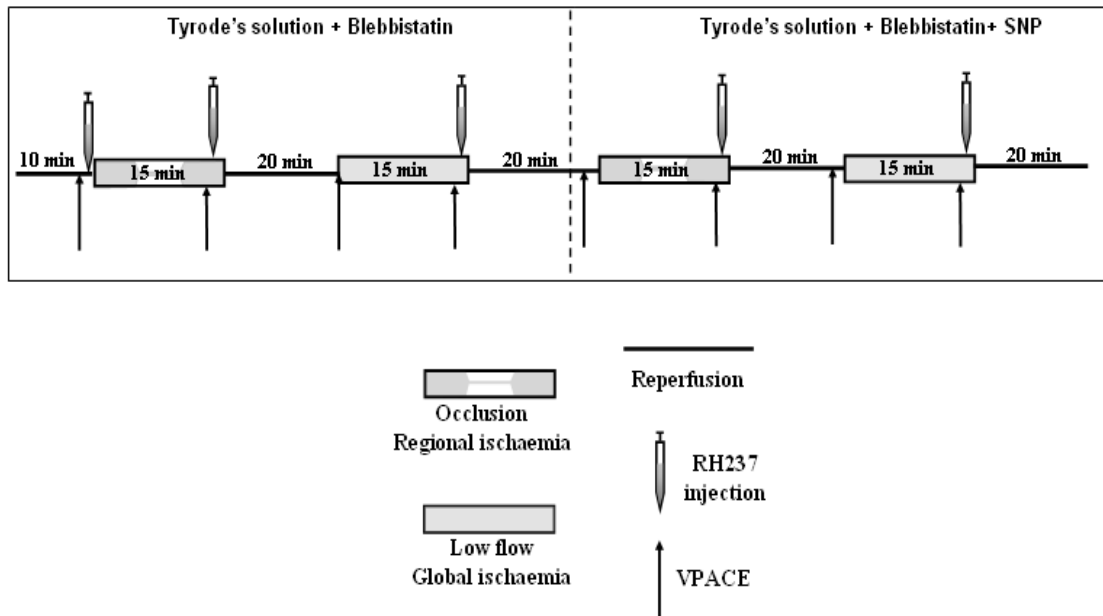 Tyrode's solution + Blebbistatin
Tyrode's solution + Blebbistatin+ SNP
10 min 15 min 20 min 15 min 20 min 15 min 20 min 15 min 20 min
Occlusion
Regional ischaemia
Reperfusion
RH237
injection
Low flow
Global ischaemia
VPACE